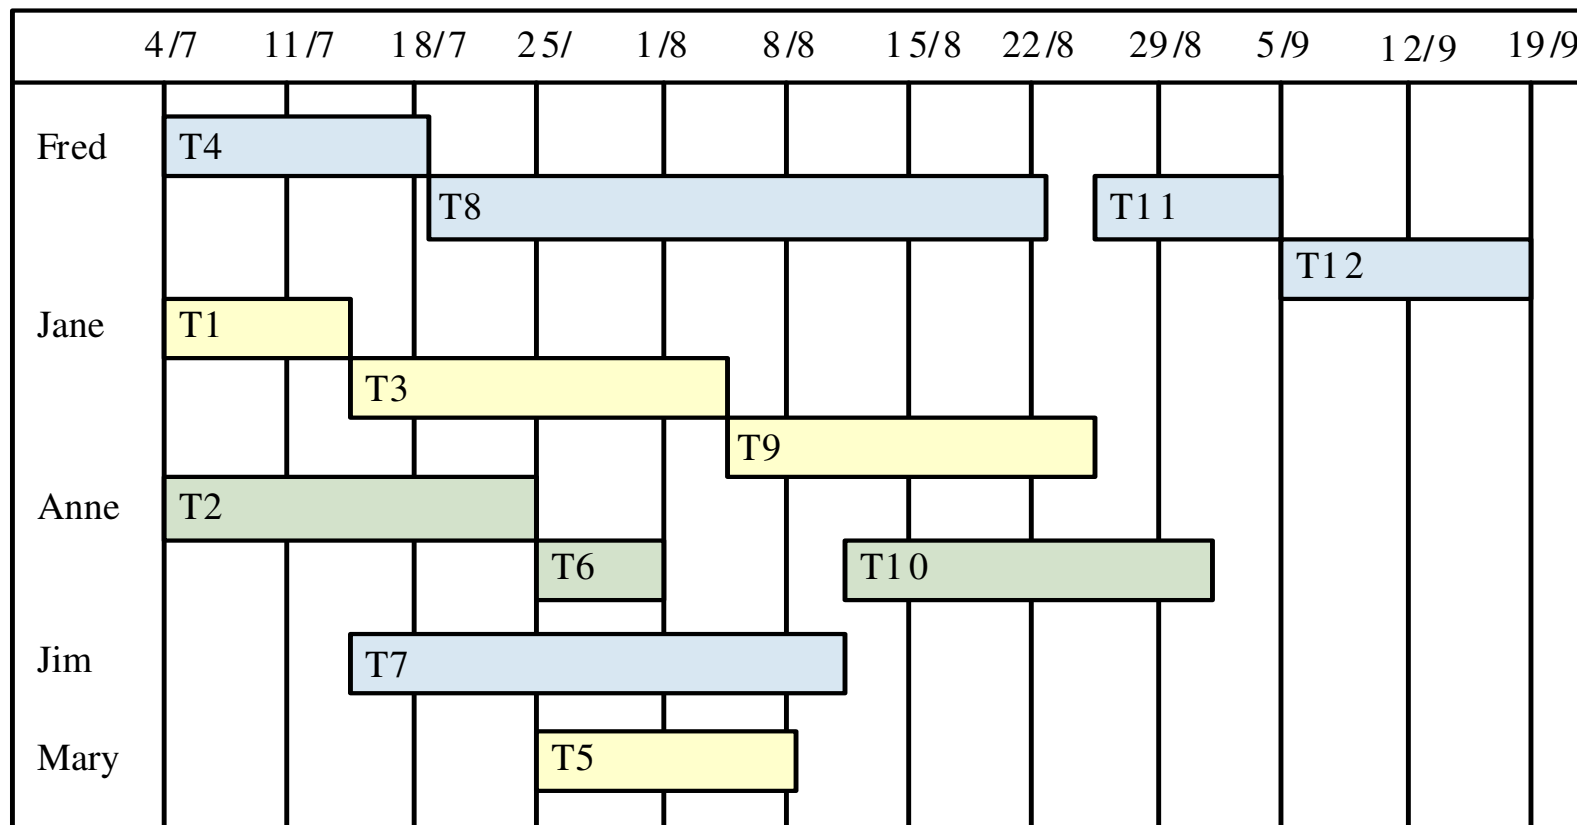 4/7 11/7 18/7 25/ 1/8 8/8 15/8 22/8 29/8 5/9 12/9 19/9
Fred T4
T8 T11
T12
Jane T1
T3
T9
Anne T2
T6 T10
Jim T7
Mary T5